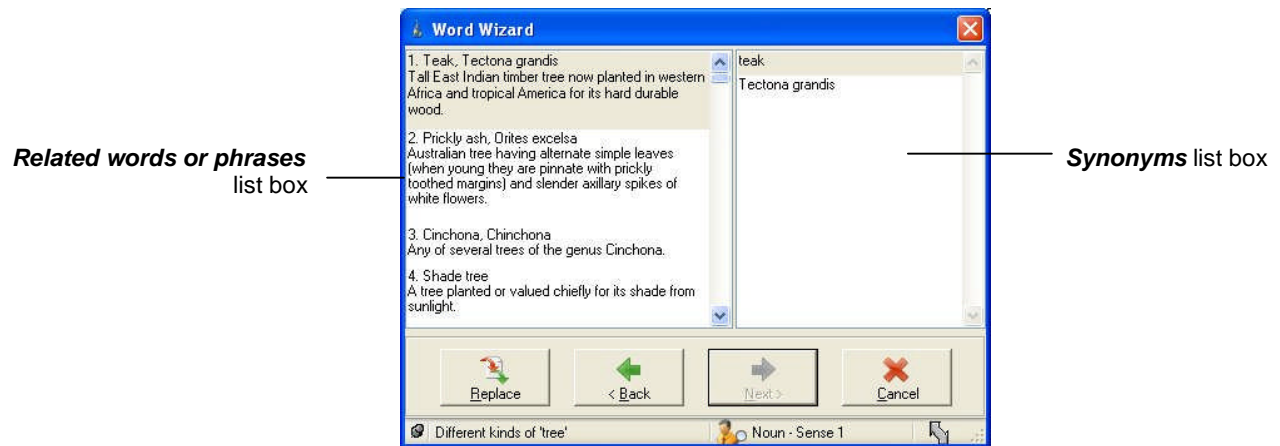 Word Wizard
1. Teak, Tectona grandis
Tall East Indian timber tree now planted in western
Africa and tropical America for its hard durable
wood.
2. Prickly ash, Orites excelsa
Australian tree having alternate simple leaves
(when young they are pinnate with prickly
toothed margins) and slender axillary spikes of
white flowers.
3. Cinchona, Chinchona
Any of several trees of the genus Cinchona.
4. Shade tree
A tree planted or valued chiefly for its shade from
sunlight.
teak
Tectona grandis
Related words or phrases
list box
Synonyms list box
Replace
< Back
Next >
Cancel
Different kinds of 'tree'
Noun - Sense 1